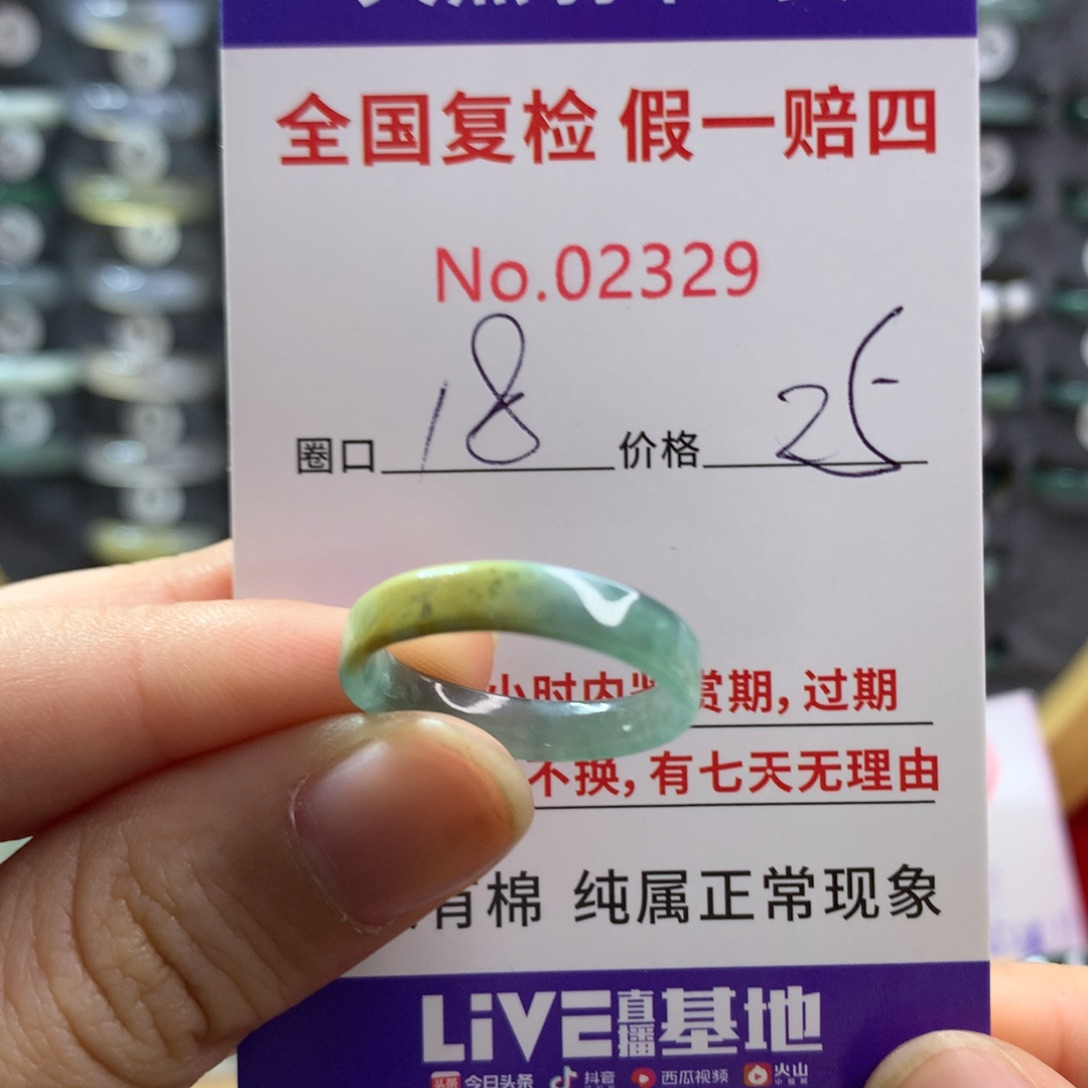 全国复检 假一赔四
No.02329
圈口 18 价格 25
小时内 赏期,过期
不换,有七天无理由
有棉 纯属正常现象
LiVE直播基地
头条 今日头条 抖音 西瓜视频 火山